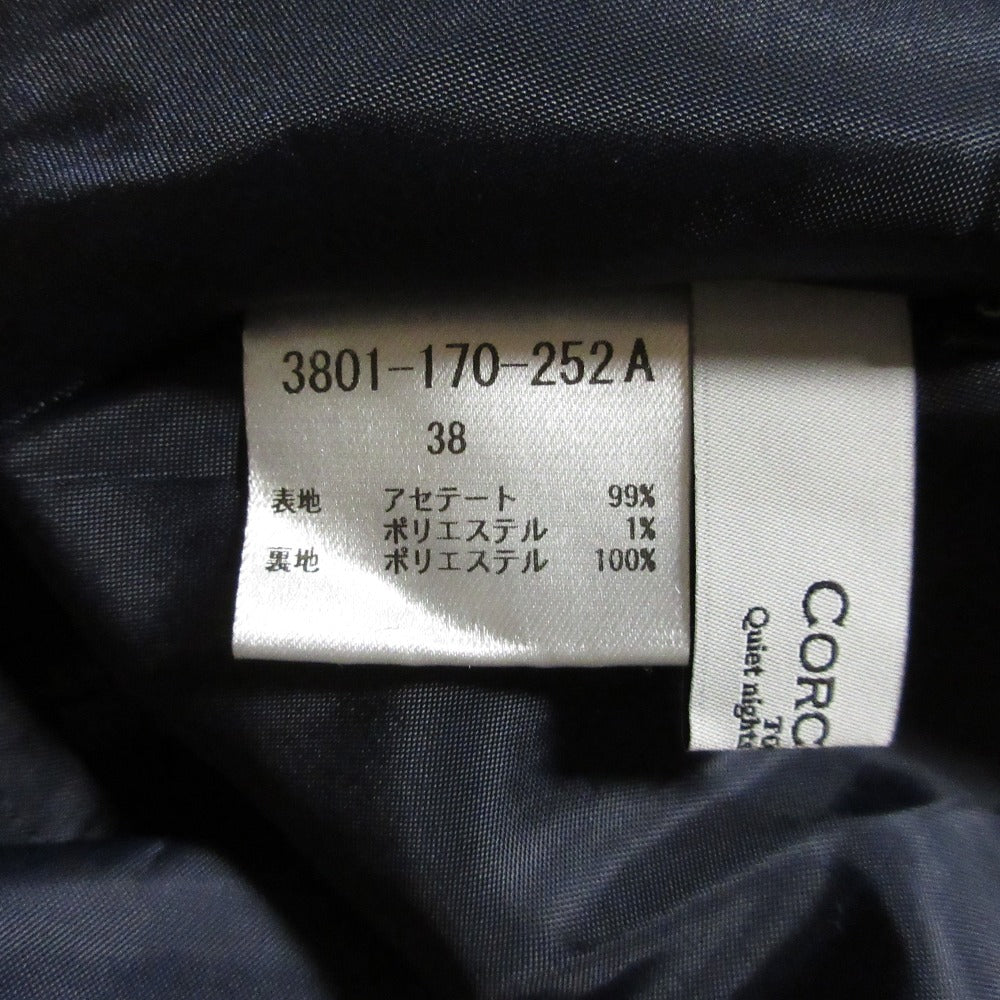 3801-170-252A
38
表地 アセテート 99%
ポリエステル 1%
裏地 ポリエステル 100%
CORC
TO
Quiet night